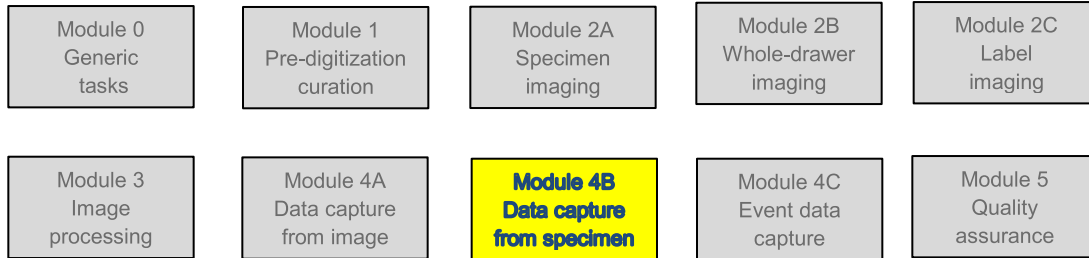 Module 0
Generic
tasks
Module 1
Pre-digitization
curation
Module 2A
Specimen
imaging
Module 2B
Whole-drawer
imaging
Module 2C
Label
imaging
Module 3
Image
processing
Module 4A
Data capture
from image
Module 4B
Data capture
from specimen
Module 4C
Event data
capture
Module 5
Quality
assurance